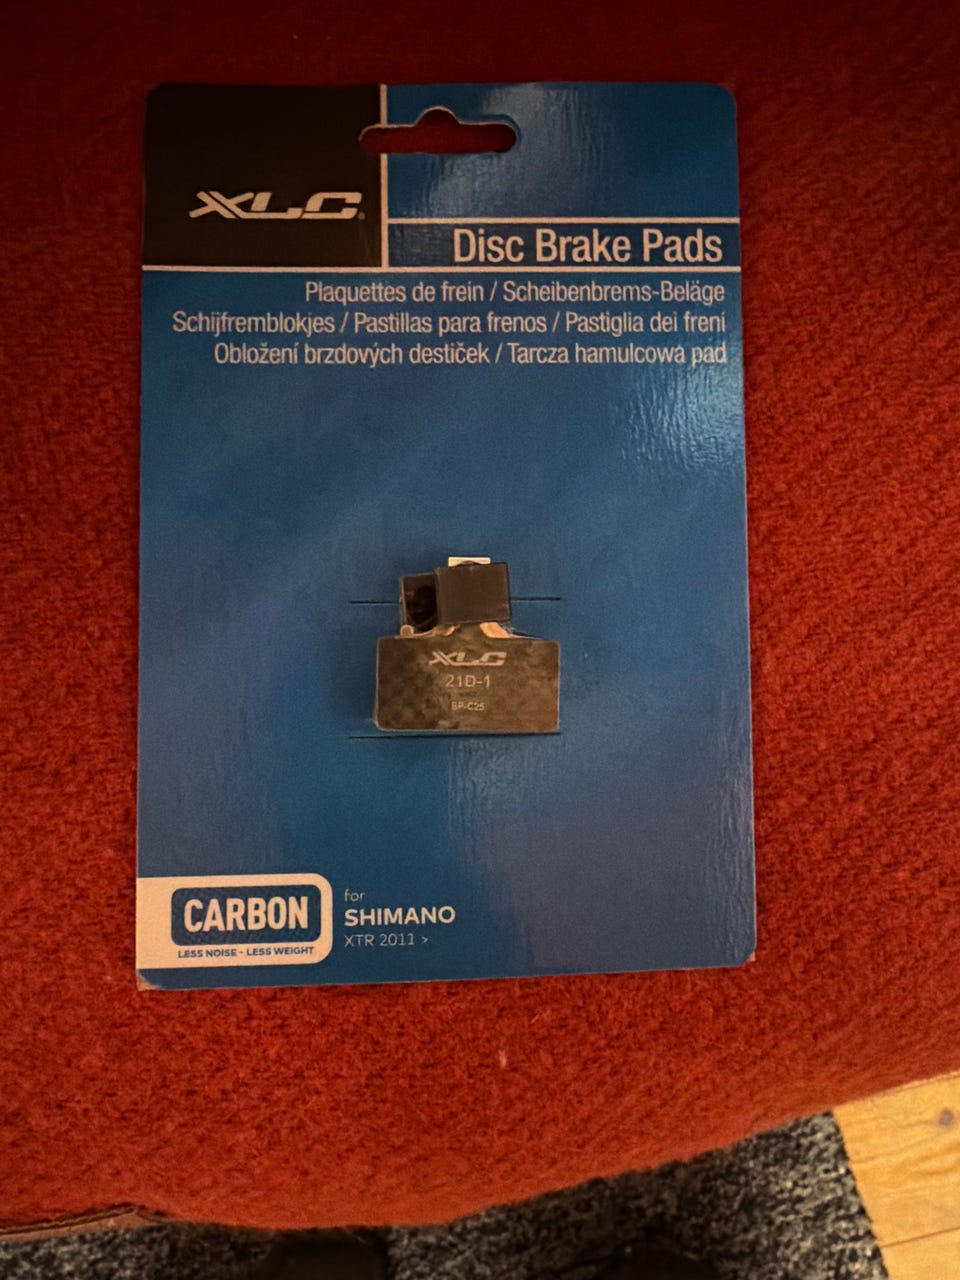 XLC
Disc Brake Pads
Plaquettes de frein / Scheibenbrems-Beläge
Schijfremblokjes / Pastillas para frenos / Pastiglia dei freni
Obložení brzdových destiček / Tarcza hamulcowa pad
XLC
21D-1
BP-C25
CARBON
LESS NOISE - LESS WEIGHT
for
SHIMANO
XTR 2011 >